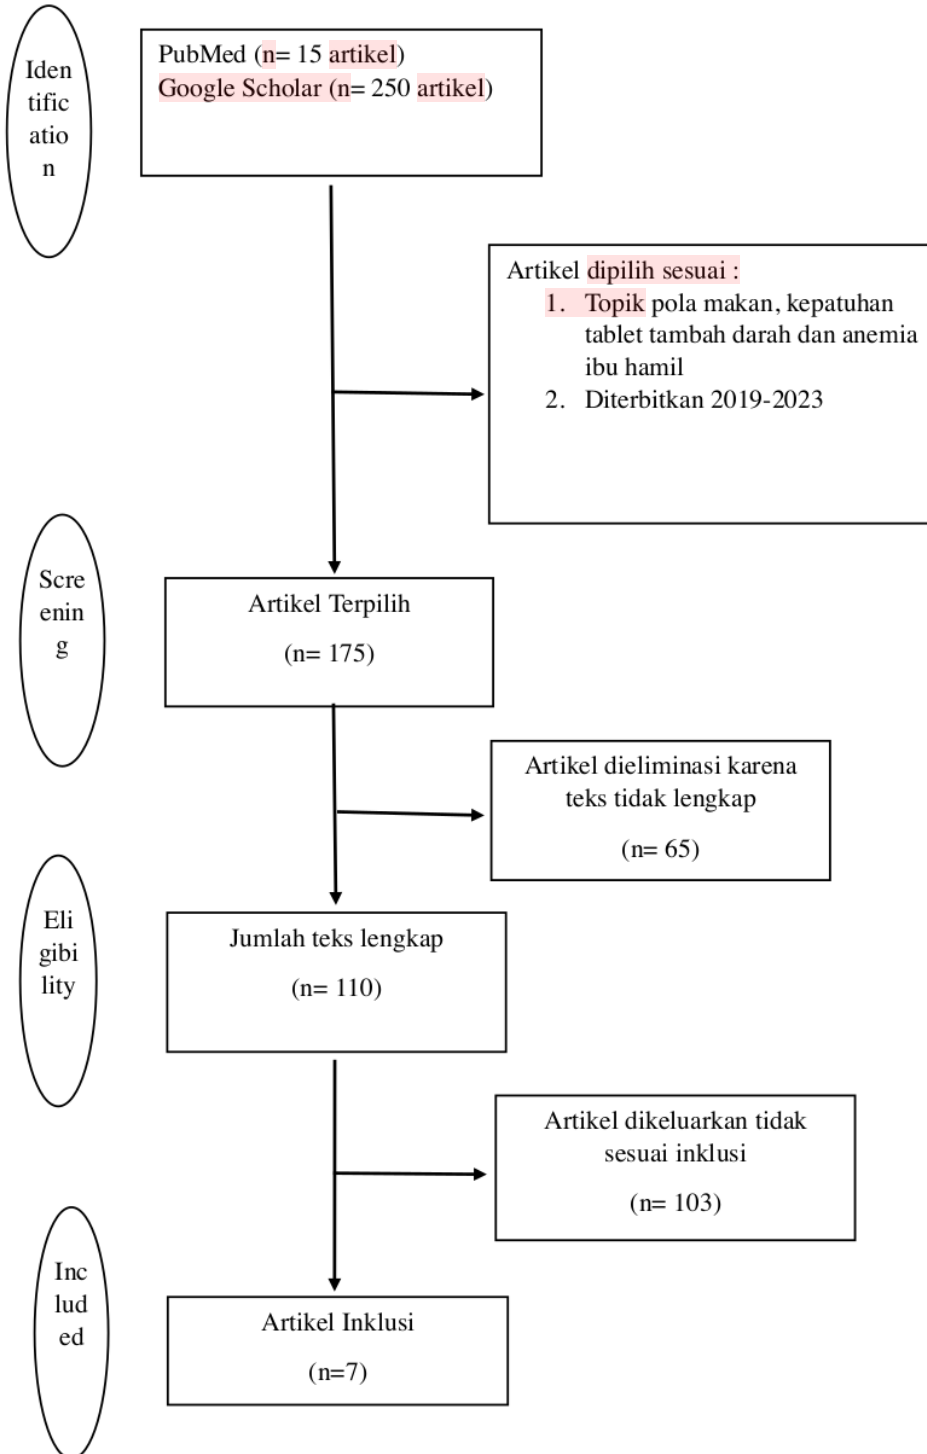 Iden
tific
atio
n
PubMed (n= 15 artikel)
Google Scholar (n= 250 artikel)
Artikel dipilih sesuai :
1. Topik pola makan, kepatuhan
tablet tambah darah dan anemia
ibu hamil
2. Diterbitkan 2019-2023
Scre
enin
g
Artikel Terpilih
(n= 175)
Artikel dieliminasi karena
teks tidak lengkap
(n= 65)
Eli
gibi
lity
Jumlah teks lengkap
(n= 110)
Artikel dikeluarkan tidak
sesuai inklusi
(n= 103)
Inc
lud
ed
Artikel Inklusi
(n=7)